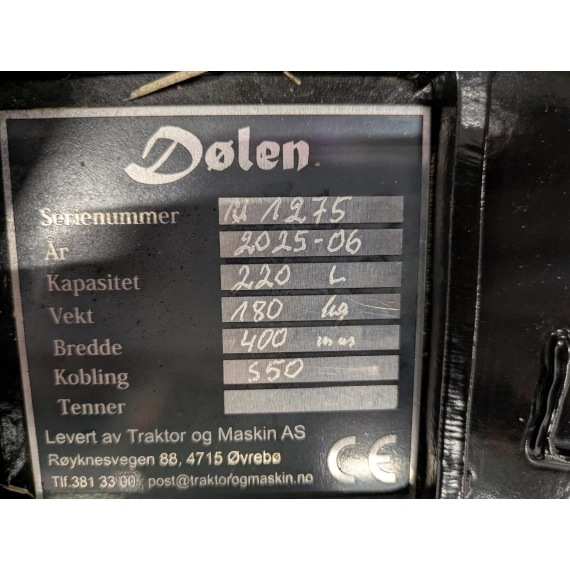 Dølen
Serienummer 1275
År 2025-06
Kapasitet 220 L
Vekt 180 kg
Bredde 400 mm
Kobling S50
Tenner
Levert av Traktor og Maskin AS
Røyknesvegen 88, 4715 Øvrebø
Tlf.381 33 00 post@traktorogmaskin.no
CE